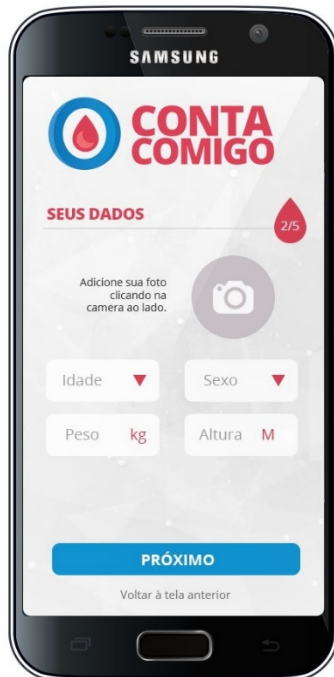 SAMSUNG
CONTA
COMIGO
SEUS DADOS
2/5
Adicione sua foto
clicando na
camera ao lado.
Idade
Sexo
Peso kg
Altura M
PRÓXIMO
Voltar à tela anterior